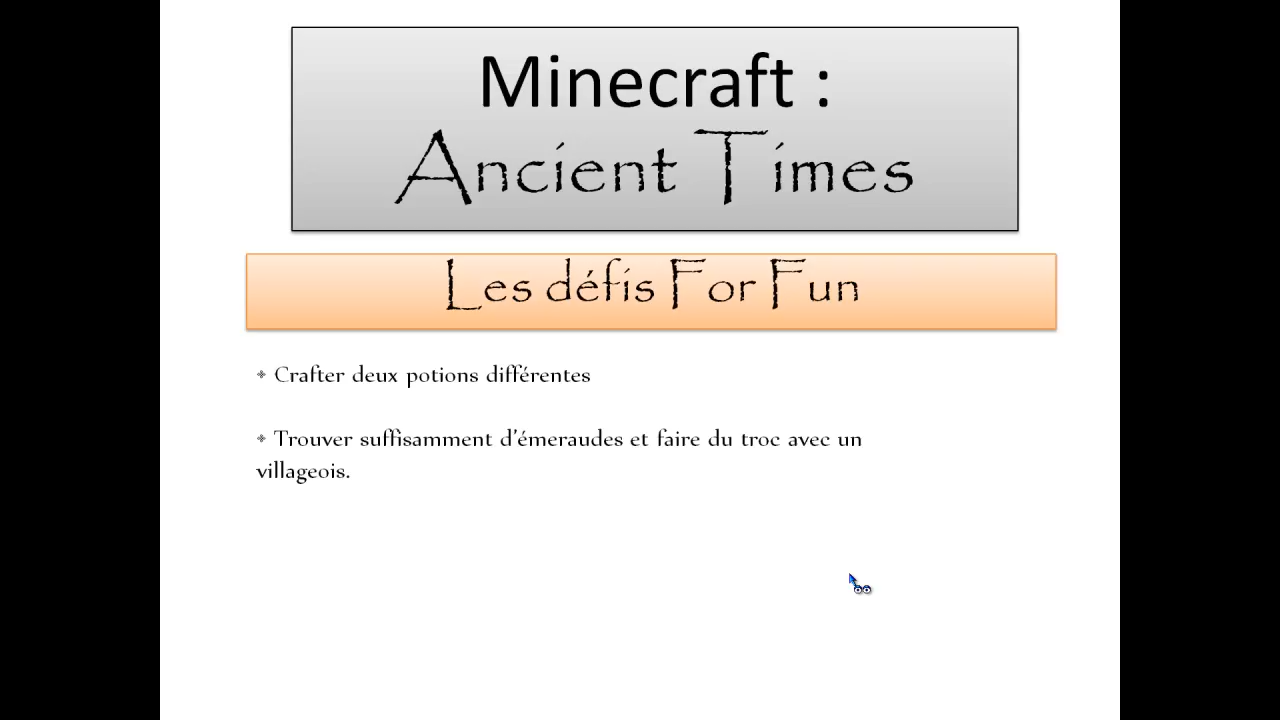 Minecraft :
Ancient Times
Les défis For Fun
* Crafter deux potions différentes
* Trouver suffisamment d'émeraudes et faire du troc avec un
villageois.